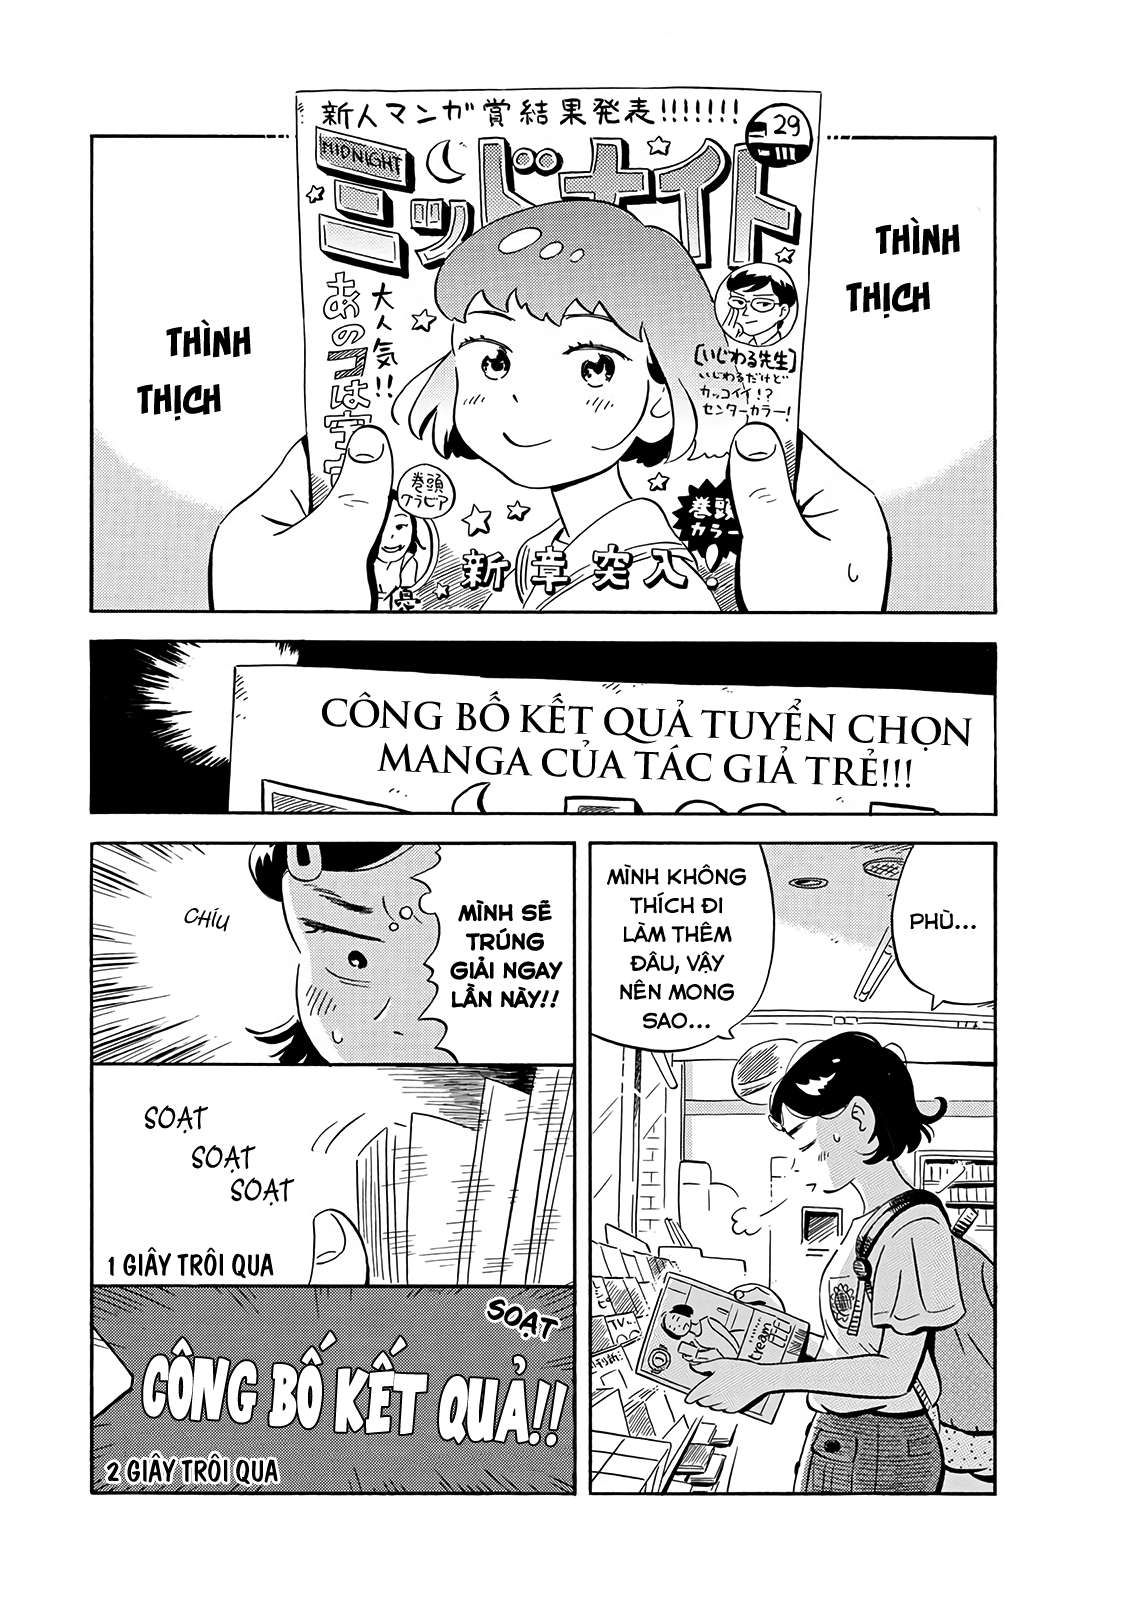 新人マンガ賞結果発表!!!!!!!
29
MIDNIGHT
ミッドナイト
THÌNH
THỊCH
THÌNH
THỊCH
大人気!!
あのコは宇宙
[いじわる先生]
いじわるだけど
カッコイイ!?
センターカラー!
巻頭
グラビア
巻頭
カラー
新章突入!
CÔNG BỐ KẾT QUẢ TUYỂN CHỌN
MANGA CỦA TÁC GIẢ TRẺ!!!
PHÙ...
MÌNH KHÔNG
THÍCH ĐI
LÀM THÊM
ĐÂU, VẬY
NÊN MONG
SAO...
TV
tream
MÌNH SẼ
TRÚNG
GIẢI NGAY
LẦN NÀY!!
CHÍU
SOẠT
SOẠT
SOẠT
1 GIÂY TRÔI QUA
SOẠT
CÔNG BỐ KẾT QUẢ!!
2 GIÂY TRÔI QUA